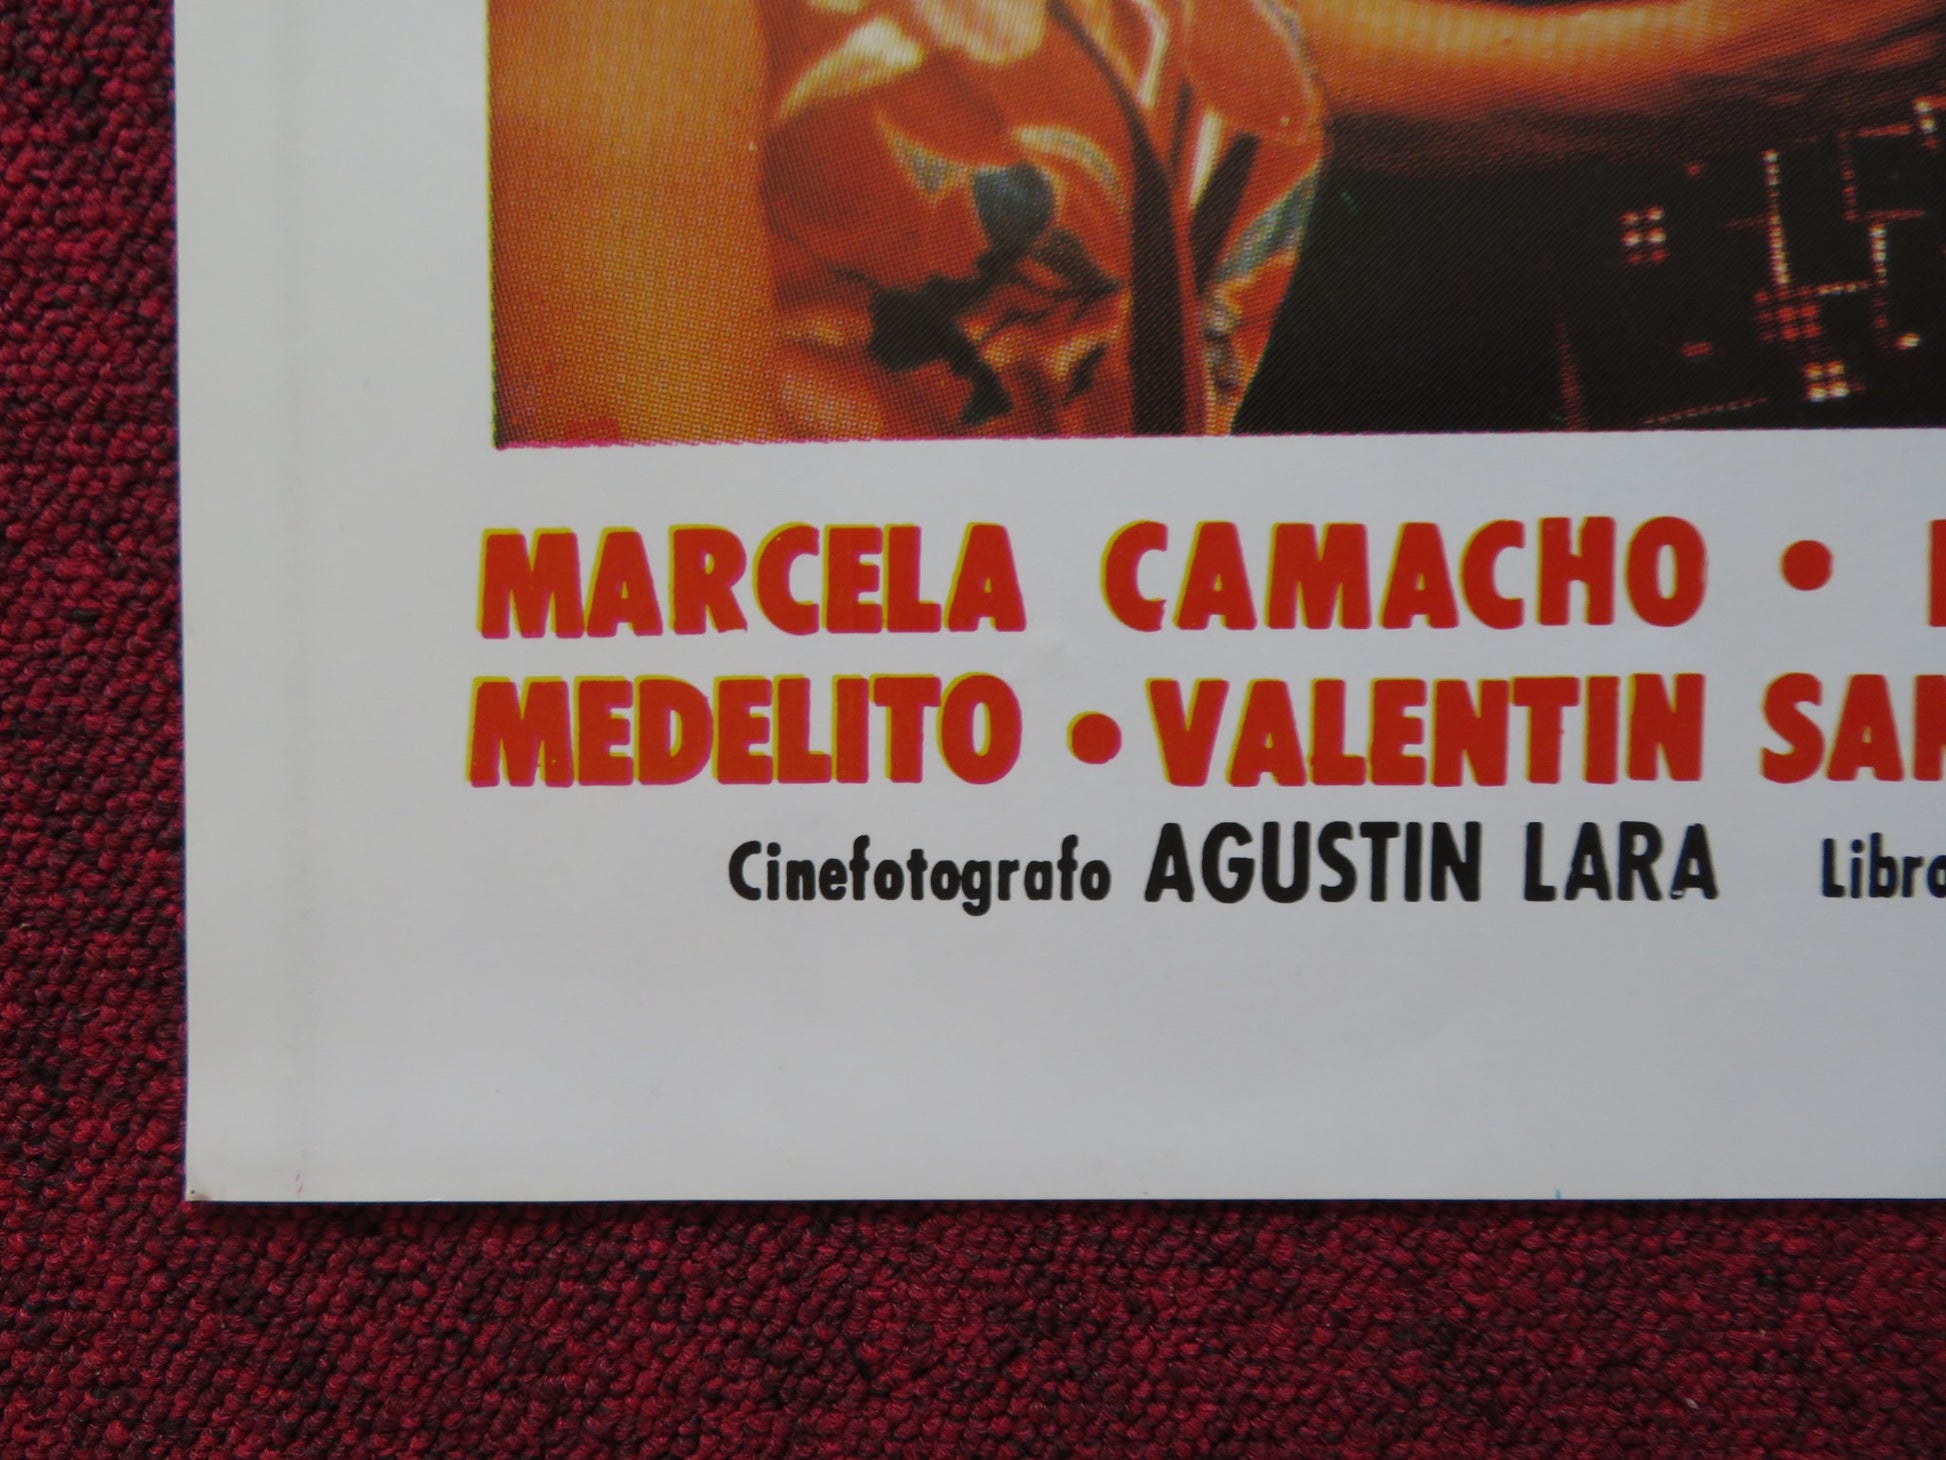 MARCELA CAMACHO •
MEDELITO • VALENTIN
Cinefotografo AGUSTIN LARA